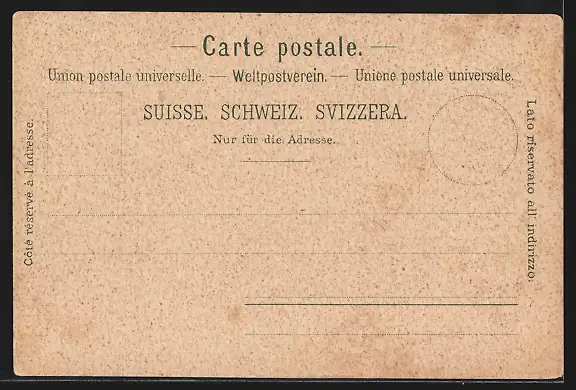 — Carte postale. —
Union postale universelle. — Weltpostverein. — Unione postale universale.
SUISSE. SCHWEIZ. SVIZZERA.
Nur für die Adresse.
Côté réservé à l'adresse.
Lato riservato all' indirizzo.